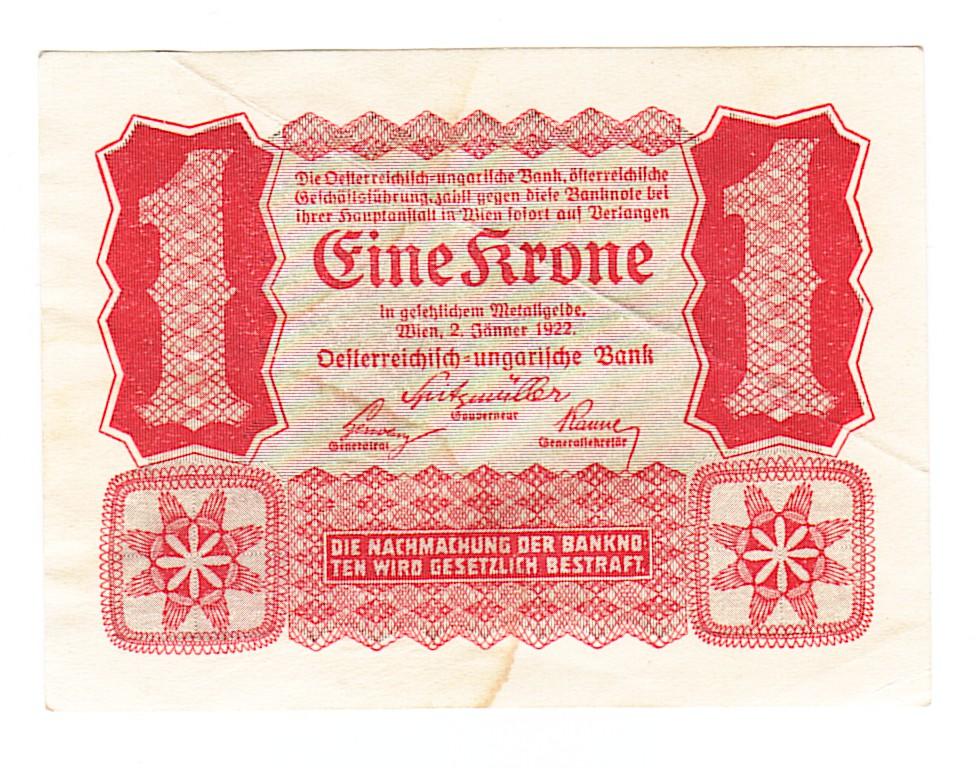 1
1
Die Oesterreichisch-ungarische Bank, österreichische
Geschäftsführung, zahlt gegen diese Banknote bei
ihrer Hauptanstalt in Wien sofort auf Verlangen
Eine Krone
in gesetzlichem Metallgelde.
Wien, 2. Jänner 1922.
Oesterreichisch-ungarische Bank
Spitzmüller
Gouverneur
Generalrat
Generalsekretär
DIE NACHMACHUNG DER BANKNO
TEN WIRD GESETZLICH BESTRAFT.